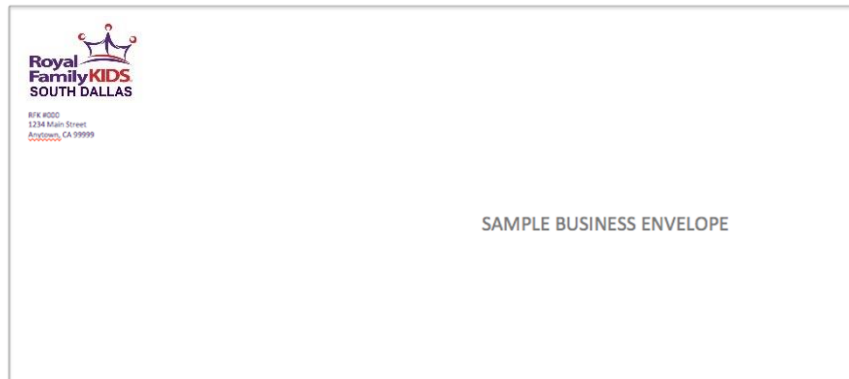 Royal
FamilyKIDS
SOUTH DALLAS
RFK #000
1234 Main Street
Anytown, CA 99999
SAMPLE BUSINESS ENVELOPE